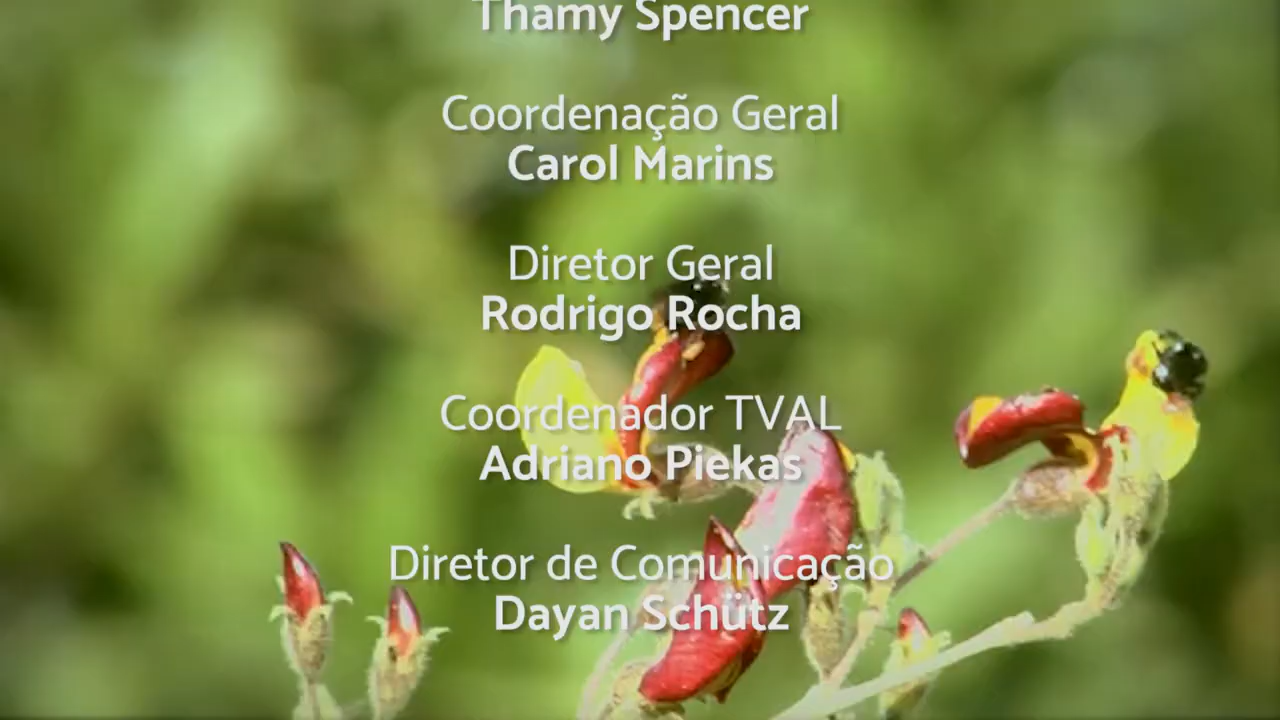 Thamy Spencer
Coordenação Geral
Carol Marins
Diretor Geral
Rodrigo Rocha
Coordenador TVAL
Adriano Piekas
Diretor de Comunicação
Dayan Schütz